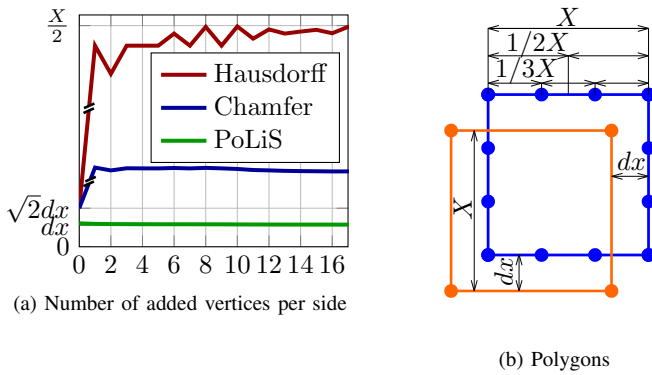 X/2
Hausdorff
Chamfer
PoLiS
√2dx
dx
0
0 2 4 6 8 10 12 14 16
(a) Number of added vertices per side
X
1/2X
1/3X
dx
X
dx
(b) Polygons